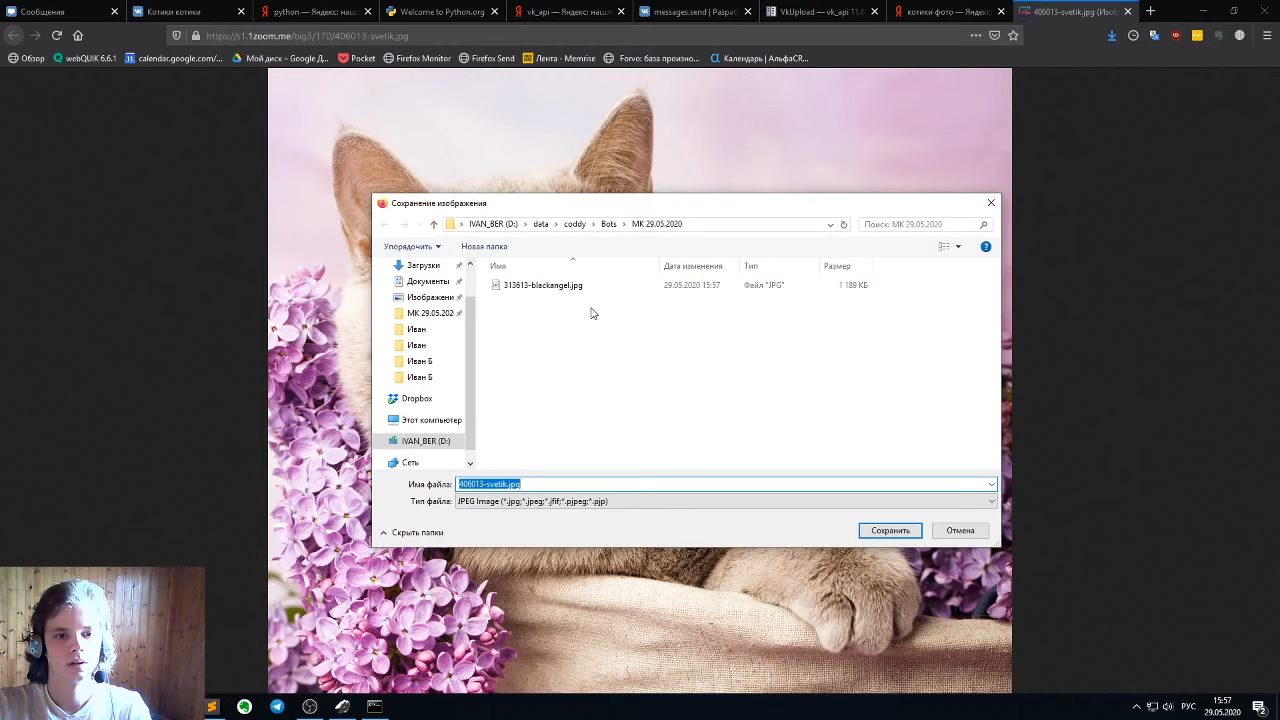 Сообщения
Котики котики
python — Яндекс: наш
Welcome to Python.org
vk_api — Яндекс: нашл
messages.send | Разраб
VkUpload — vk_api 11.8
котики фото — Яндекс
406013-svetik.jpg (Изоб
https://s1.1zoom.me/big3/170/406013-svetik.jpg
Обзор
webQUIK 6.6.1
calendar.google.com/...
Мой диск – Google Д...
Pocket
Firefox Monitor
Firefox Send
Лента - Memrise
Forvo: база произно...
Календарь | АльфаCR...
Сохранение изображения
IVAN_BER (D:) › data › coddy › Bots › МК 29.05.2020
Поиск: МК 29.05.2020
Упорядочить
Новая папка
Имя
Дата изменения
Тип
Размер
313613-blackangel.jpg
29.05.2020 15:57
Файл "JPG"
1 189 КБ
Загрузки
Документы
Изображени
МК 29.05.202
Иван
Иван
Иван Б
Иван Б
Dropbox
Этот компьютер
IVAN_BER (D:)
Сеть
Имя файла:
406013-svetik.jpg
Тип файла:
JPEG Image (*.jpg;*.jpeg;*.jfif;*.pjpeg;*.pjp)
Скрыть папки
Сохранить
Отмена
РУС
15:57
29.05.2020